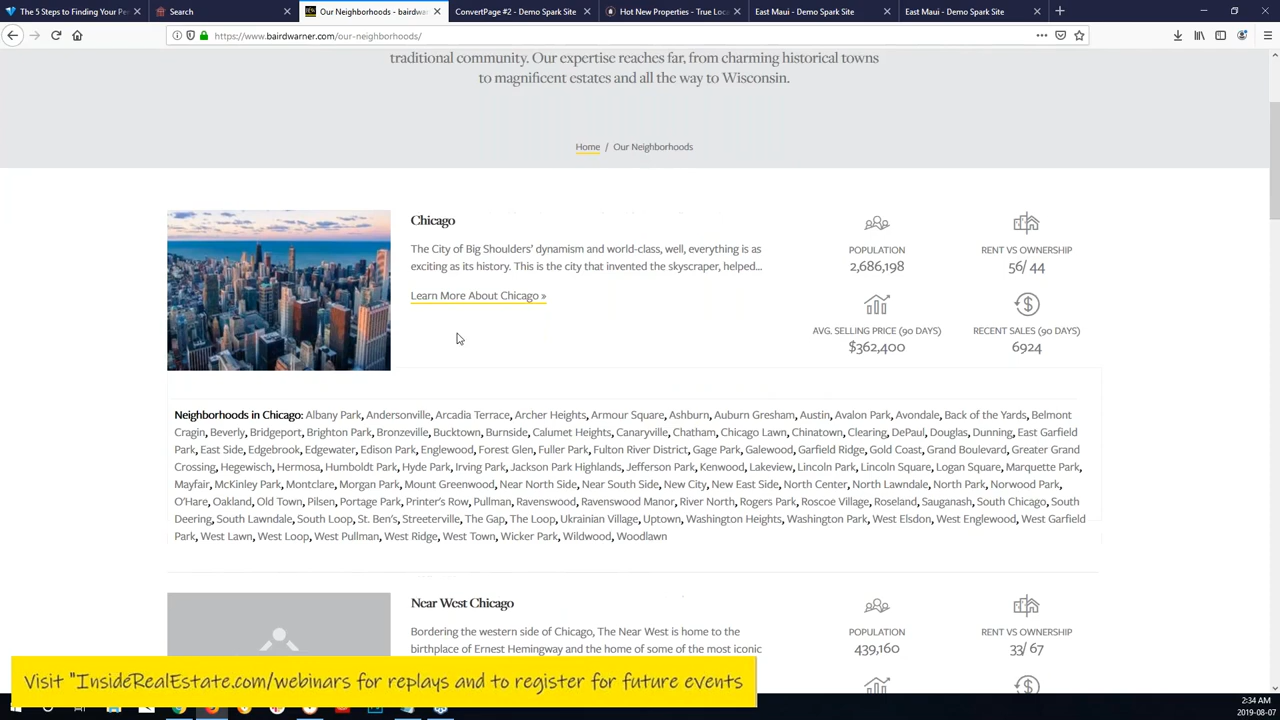 The 5 Steps to Finding Your Per
Search
Our Neighborhoods - bairdwar
ConvertPage #2 - Demo Spark Site
Hot New Properties - True Local
East Maui - Demo Spark Site
East Maui - Demo Spark Site
https://www.bairdwarner.com/our-neighborhoods/
traditional community. Our expertise reaches far, from charming historical towns
to magnificent estates and all the way to Wisconsin.
Home / Our Neighborhoods
Chicago
The City of Big Shoulders' dynamism and world-class, well, everything is as
exciting as its history. This is the city that invented the skyscraper, helped...
Learn More About Chicago »
POPULATION
2,686,198
RENT VS OWNERSHIP
56/ 44
AVG. SELLING PRICE (90 DAYS)
$362,400
RECENT SALES (90 DAYS)
6924
Neighborhoods in Chicago: Albany Park, Andersonville, Arcadia Terrace, Archer Heights, Armour Square, Ashburn, Auburn Gresham, Austin, Avalon Park, Avondale, Back of the Yards, Belmont
Cragin, Beverly, Bridgeport, Brighton Park, Bronzeville, Bucktown, Burnside, Calumet Heights, Canaryville, Chatham, Chicago Lawn, Chinatown, Clearing, DePaul, Douglas, Dunning, East Garfield
Park, East Side, Edgebrook, Edgewater, Edison Park, Englewood, Forest Glen, Fuller Park, Fulton River District, Gage Park, Galewood, Garfield Ridge, Gold Coast, Grand Boulevard, Greater Grand
Crossing, Hegewisch, Hermosa, Humboldt Park, Hyde Park, Irving Park, Jackson Park Highlands, Jefferson Park, Kenwood, Lakeview, Lincoln Park, Lincoln Square, Logan Square, Marquette Park,
Mayfair, McKinley Park, Montclare, Morgan Park, Mount Greenwood, Near North Side, Near South Side, New City, New East Side, North Center, North Lawndale, North Park, Norwood Park,
O'Hare, Oakland, Old Town, Pilsen, Portage Park, Printer's Row, Pullman, Ravenswood, Ravenswood Manor, River North, Rogers Park, Roscoe Village, Roseland, Sauganash, South Chicago, South
Deering, South Lawndale, South Loop, St. Ben's, Streeterville, The Gap, The Loop, Ukrainian Village, Uptown, Washington Heights, Washington Park, West Elsdon, West Englewood, West Garfield
Park, West Lawn, West Loop, West Pullman, West Ridge, West Town, Wicker Park, Wildwood, Woodlawn
Near West Chicago
Bordering the western side of Chicago, The Near West is home to the
birthplace of Ernest Hemingway and the home of some of the most iconic
POPULATION
439,160
RENT VS OWNERSHIP
33/ 67
Visit "InsideRealEstate.com/webinars for replays and to register for future events
2:34 AM
2019-08-07